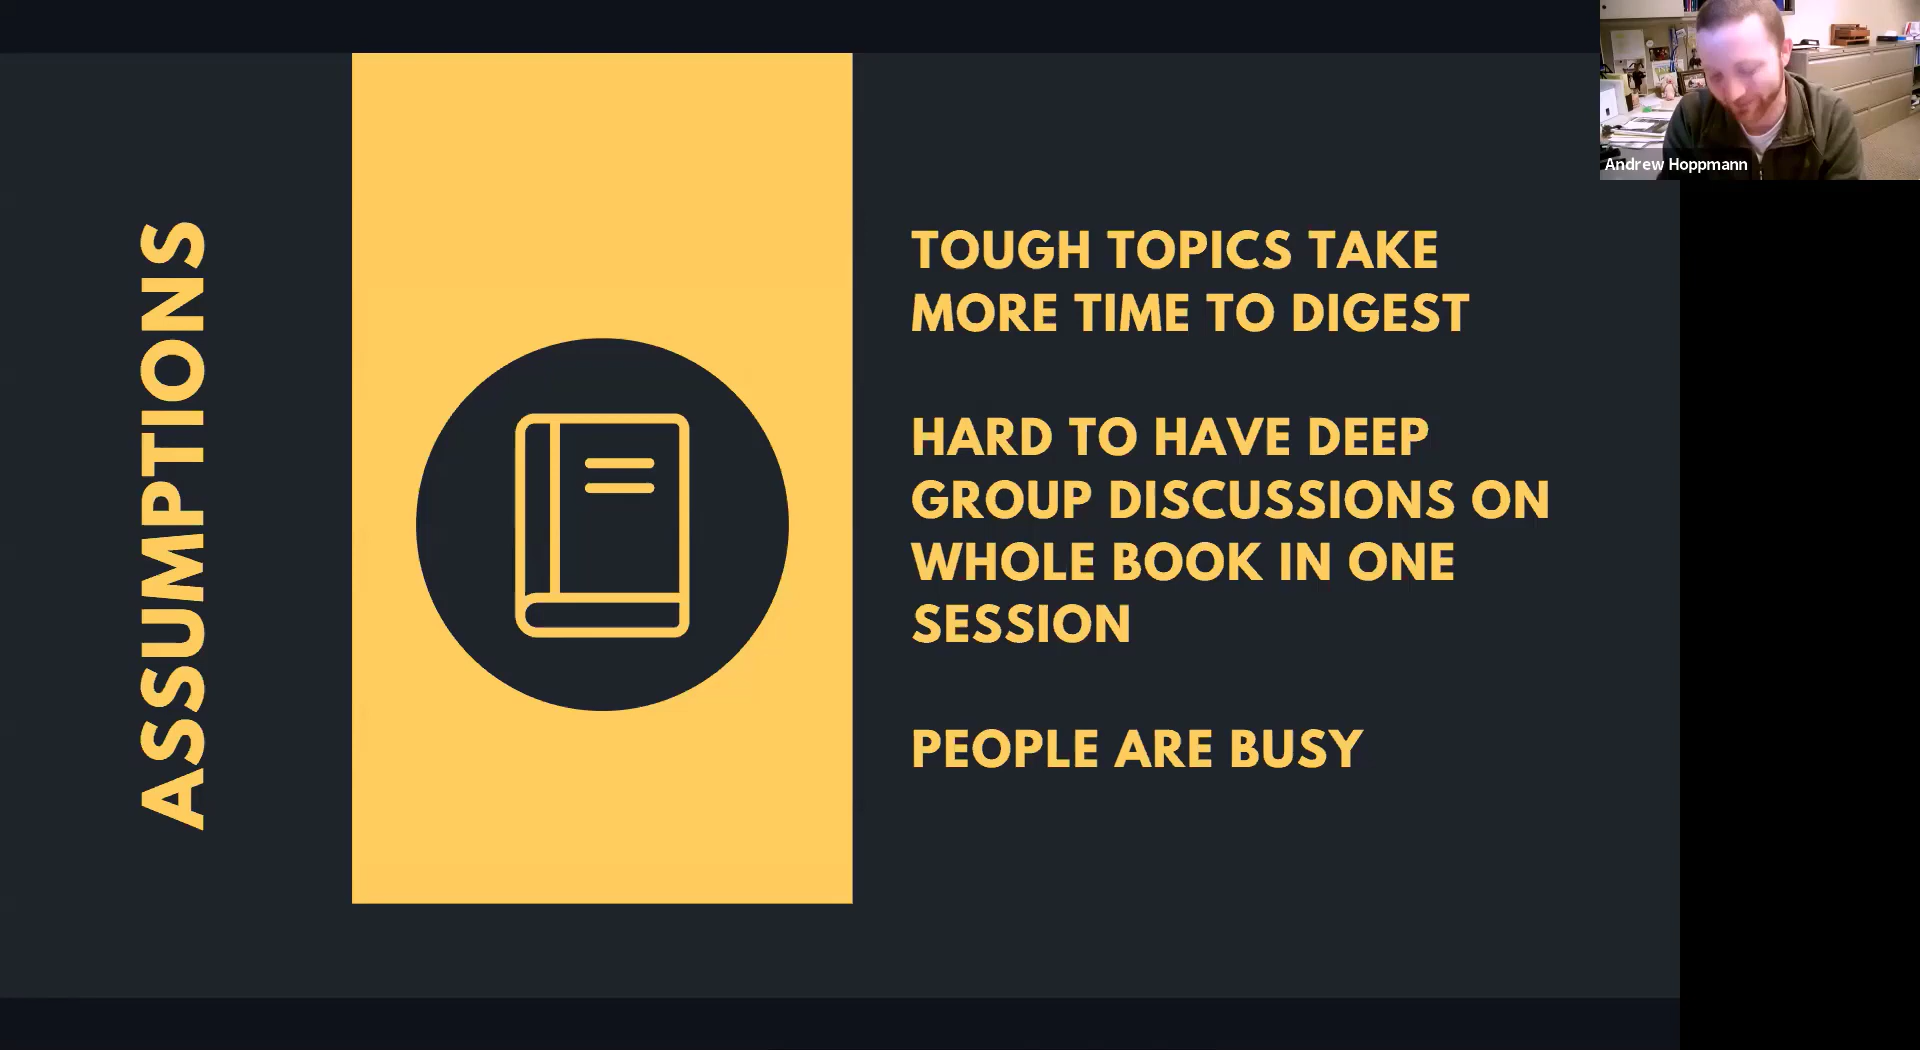 ASSUMPTIONS
TOUGH TOPICS TAKE
MORE TIME TO DIGEST
HARD TO HAVE DEEP
GROUP DISCUSSIONS ON
WHOLE BOOK IN ONE
SESSION
PEOPLE ARE BUSY
Andrew Hoppmann